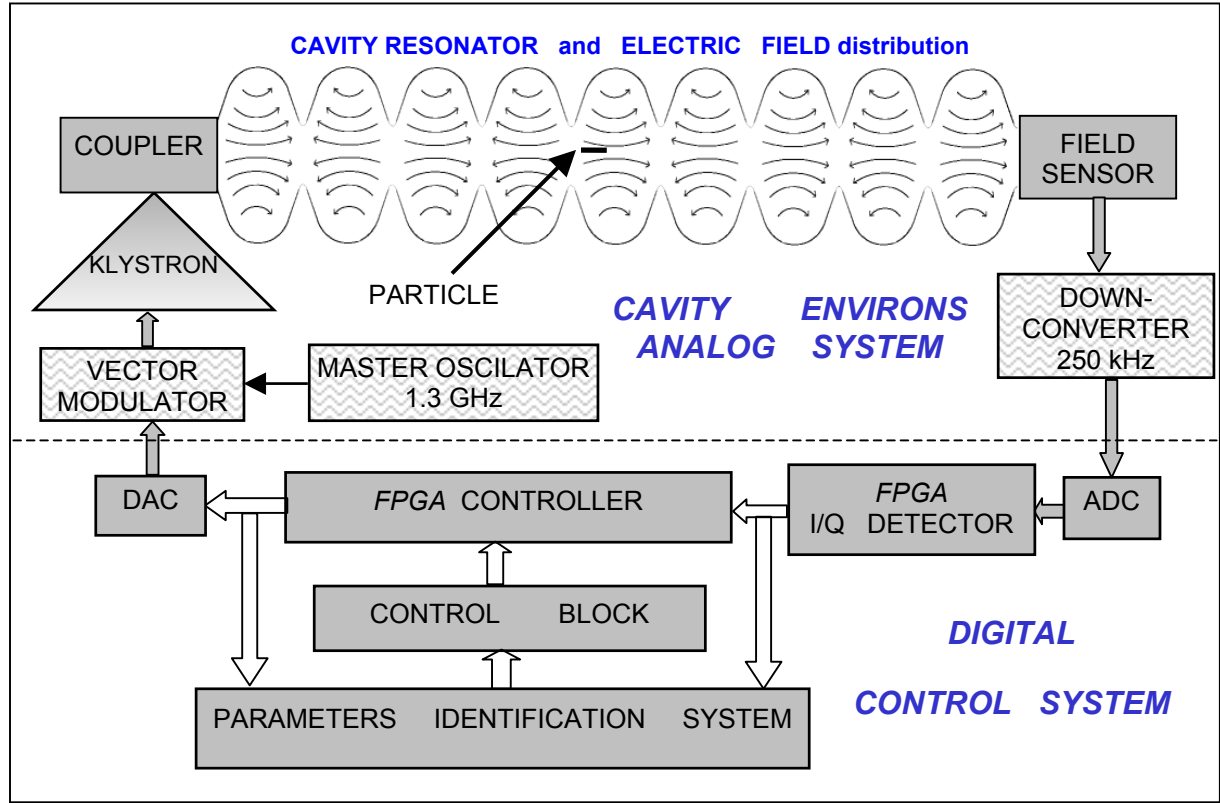 CAVITY RESONATOR and ELECTRIC FIELD distribution
COUPLER
FIELD
SENSOR
KLYSTRON
PARTICLE
CAVITY ENVIRONS
ANALOG SYSTEM
DOWN-
CONVERTER
250 kHz
VECTOR
MODULATOR
MASTER OSCILATOR
1.3 GHz
DAC
FPGA CONTROLLER
FPGA
I/Q DETECTOR
ADC
CONTROL BLOCK
DIGITAL
CONTROL SYSTEM
PARAMETERS IDENTIFICATION SYSTEM